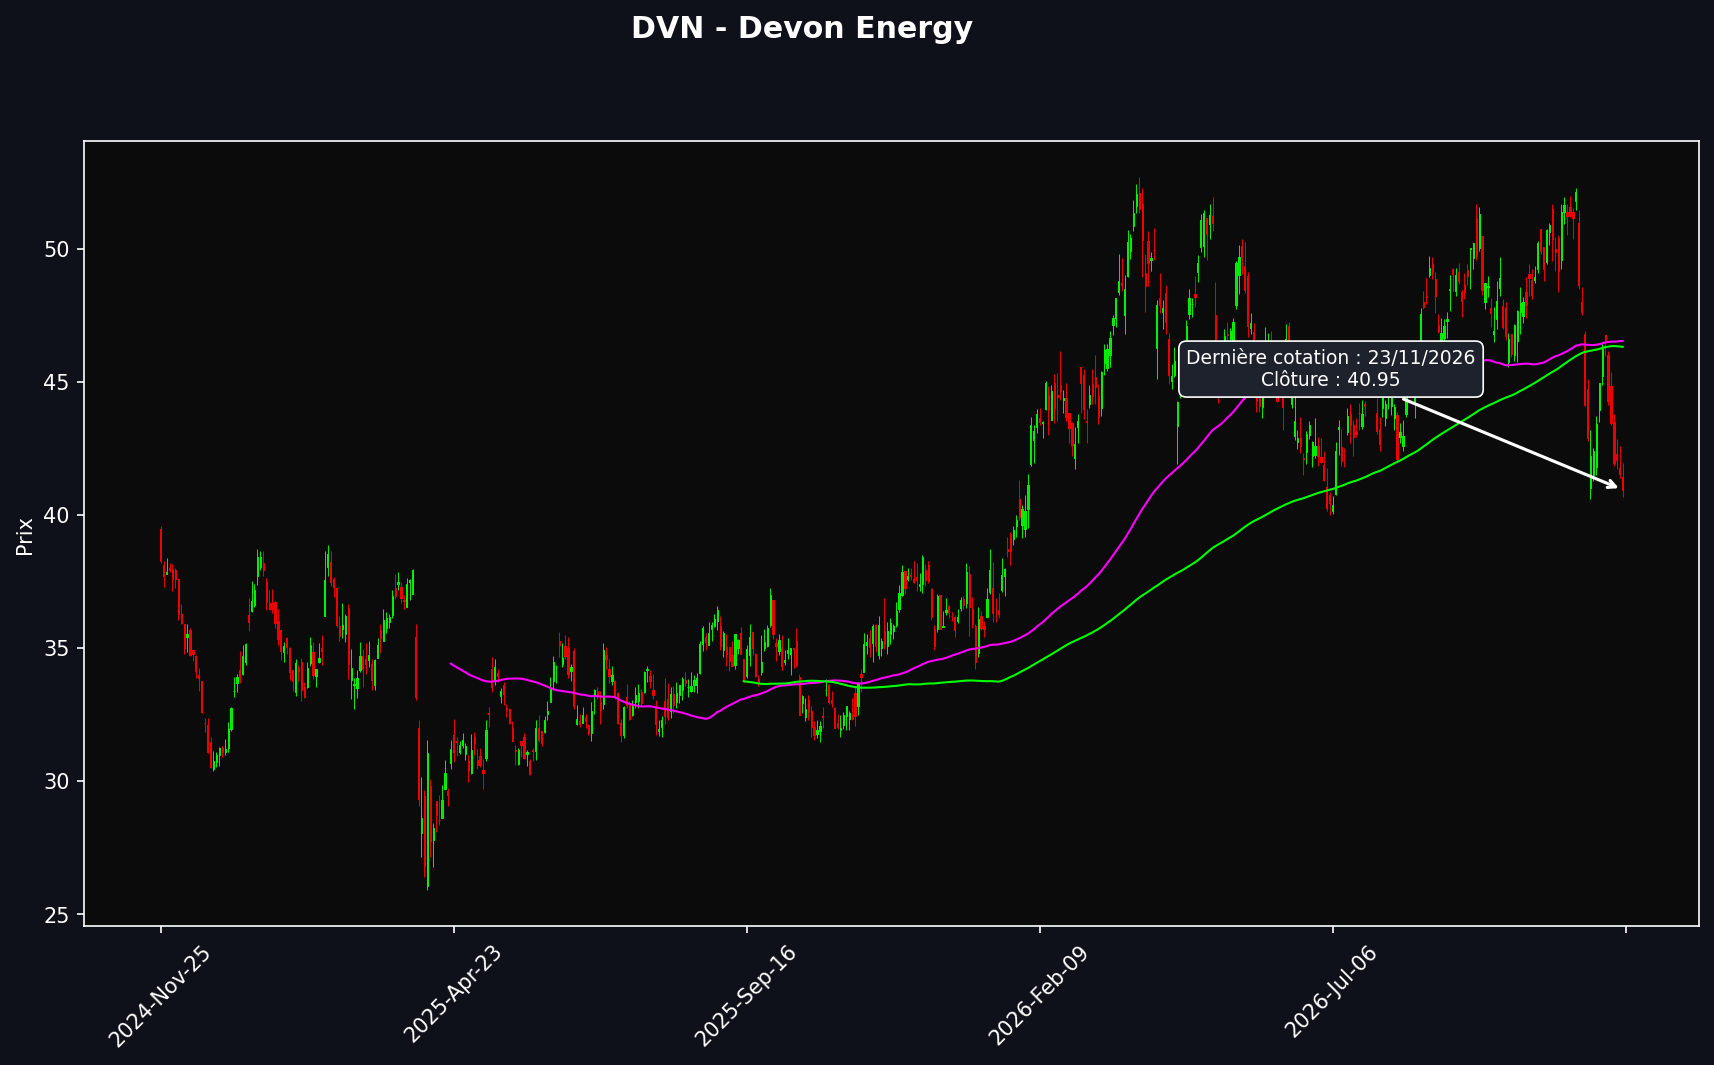 DVN - Devon Energy
Prix
50
45
40
35
30
25
Dernière cotation : 23/11/2026
Clôture : 40.95
2024-Nov-25
2025-Apr-23
2025-Sep-16
2026-Feb-09
2026-Jul-06